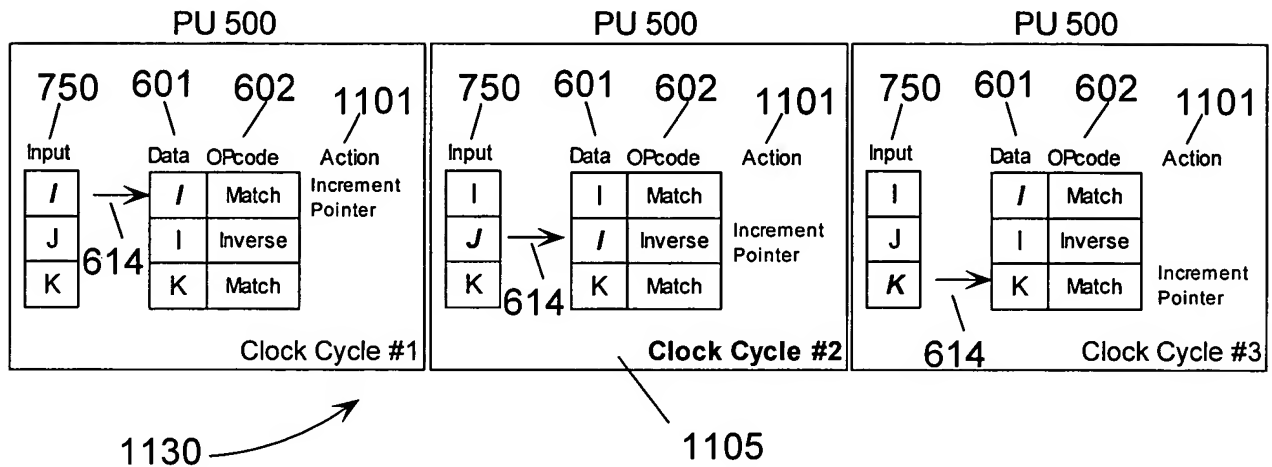 PU 500 PU 500 PU 500
750 601 602 1101 750 601 602 1101 750 601 602 1101
Input Data OPcode Action Input Data OPcode Action Input Data OPcode Action
I I Match Increment Pointer I I Match I I Match
J I Inverse J I Inverse Increment Pointer J I Inverse
K K Match K K Match K K Match Increment Pointer
614 614 614
Clock Cycle #1 Clock Cycle #2 Clock Cycle #3
1130 1105